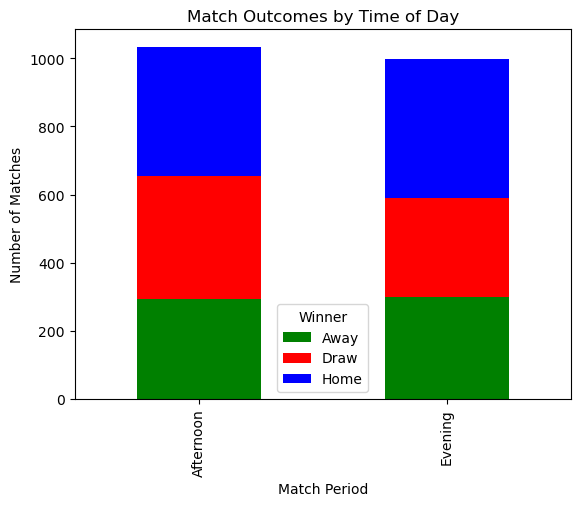 Match Outcomes by Time of Day
Number of Matches
1000
800
600
400
200
0
Winner
Away
Draw
Home
Afternoon
Evening
Match Period